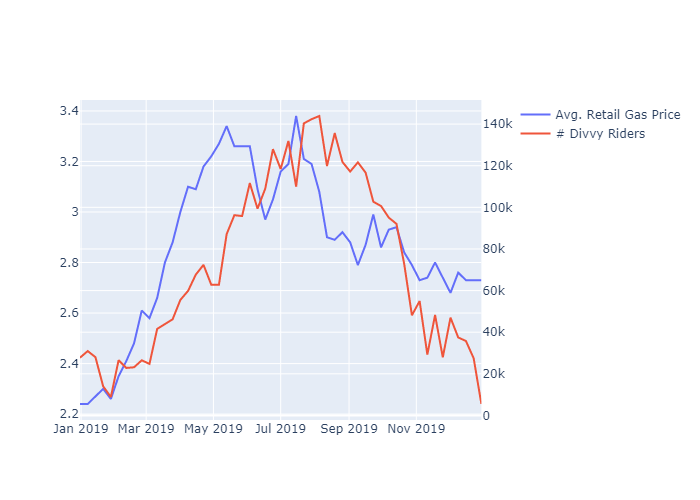 Avg. Retail Gas Price
# Divvy Riders
3.4
3.2
3
2.8
2.6
2.4
2.2
140k
120k
100k
80k
60k
40k
20k
0
Jan 2019 Mar 2019 May 2019 Jul 2019 Sep 2019 Nov 2019